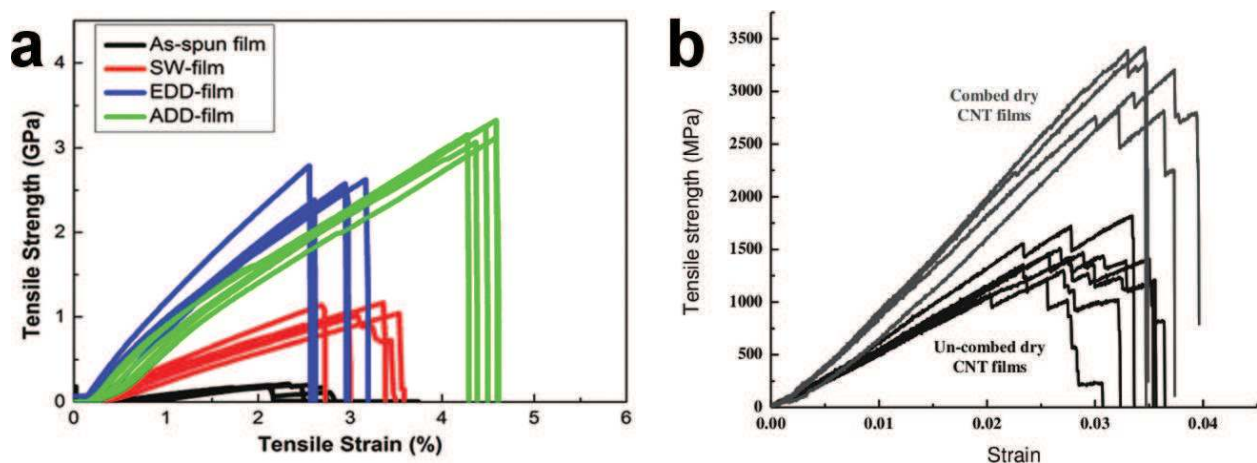 a
As-spun film
SW-film
EDD-film
ADD-film
Tensile Strength (GPa)
4
3
2
1
0
0 1 2 3 4 5 6
Tensile Strain (%)
b
Tensile strength (MPa)
3500
3000
2500
2000
1500
1000
500
0
Combed dry
CNT films
Un-combed dry
CNT films
0.00 0.01 0.02 0.03 0.04
Strain